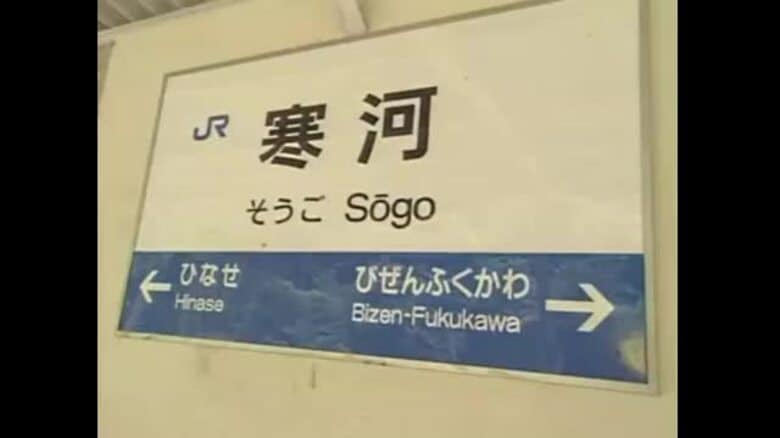 JR 寒河
そうご Sōgo
← ひなせ びぜんふくかわ →
Hinase Bizen-Fukukawa